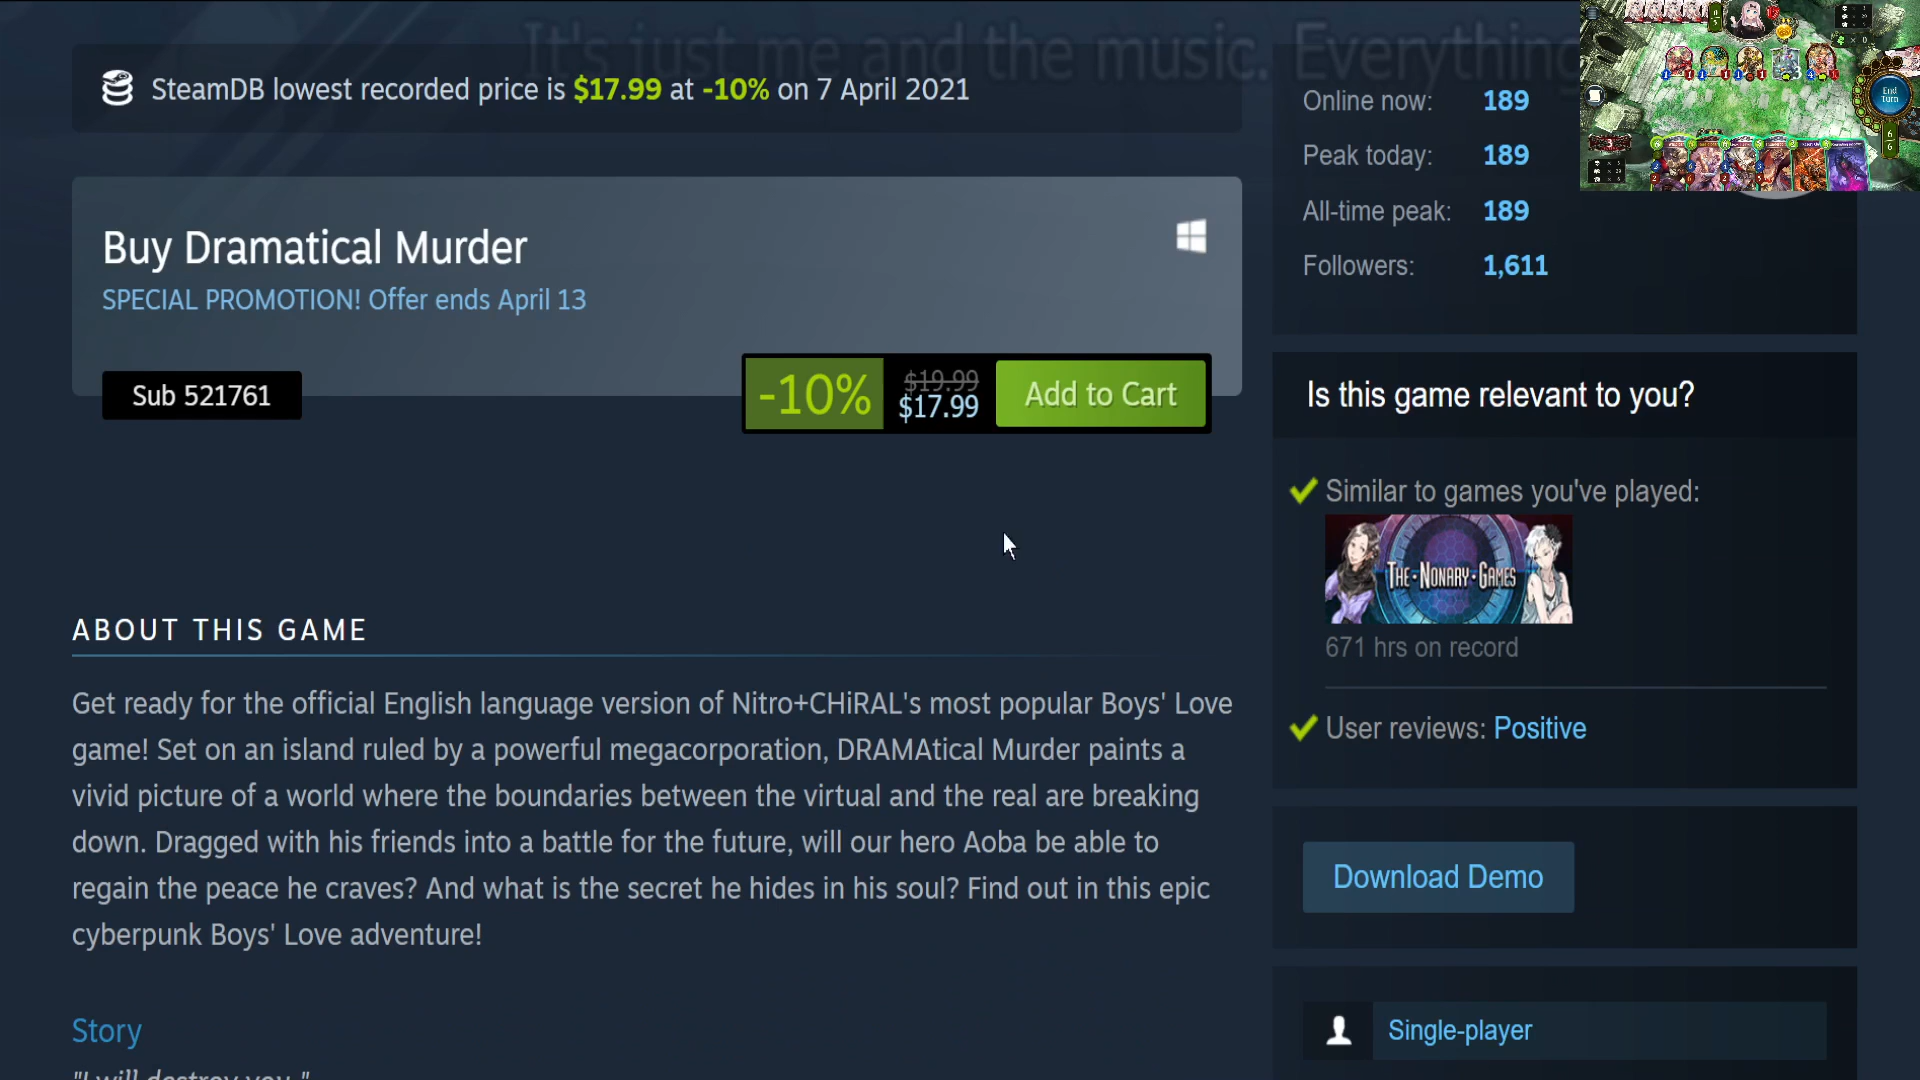 It's just me and the music. Everything
SteamDB lowest recorded price is $17.99 at -10% on 7 April 2021
Buy Dramatical Murder
SPECIAL PROMOTION! Offer ends April 13
Sub 521761
-10%
$19.99
$17.99
Add to Cart
ABOUT THIS GAME
Get ready for the official English language version of Nitro+CHiRAL's most popular Boys' Love
game! Set on an island ruled by a powerful megacorporation, DRAMAtical Murder paints a
vivid picture of a world where the boundaries between the virtual and the real are breaking
down. Dragged with his friends into a battle for the future, will our hero Aoba be able to
regain the peace he craves? And what is the secret he hides in his soul? Find out in this epic
cyberpunk Boys' Love adventure!
Story
"I will destroy you."
Online now: 189
Peak today: 189
All-time peak: 189
Followers: 1,611
Is this game relevant to you?
Similar to games you've played:
THE·NONARY·GAMES
671 hrs on record
User reviews: Positive
Download Demo
Single-player
End
Turn
6
6